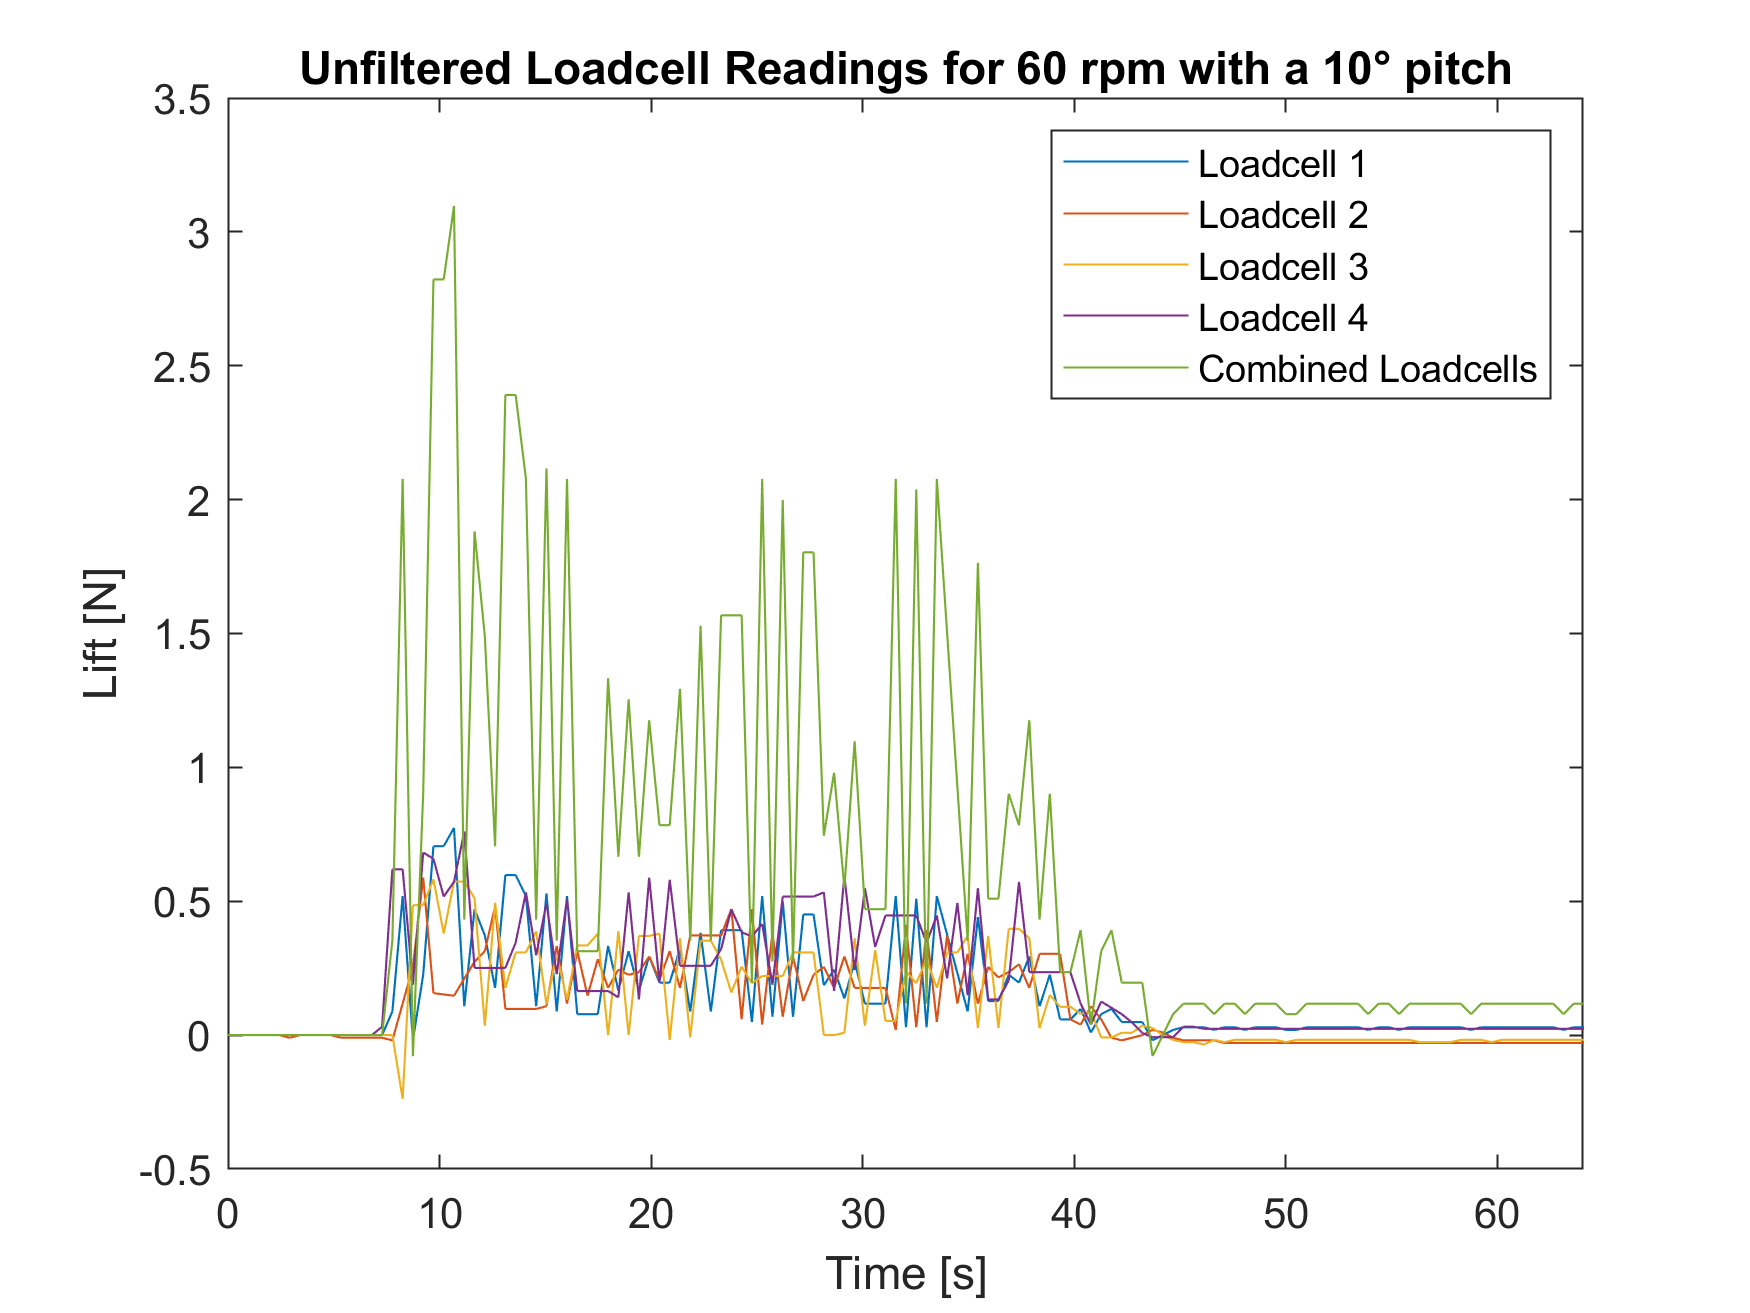 Unfiltered Loadcell Readings for 60 rpm with a 10° pitch
3.5
3
2.5
2
1.5
1
0.5
0
-0.5
Lift [N]
Loadcell 1
Loadcell 2
Loadcell 3
Loadcell 4
Combined Loadcells
0 10 20 30 40 50 60
Time [s]